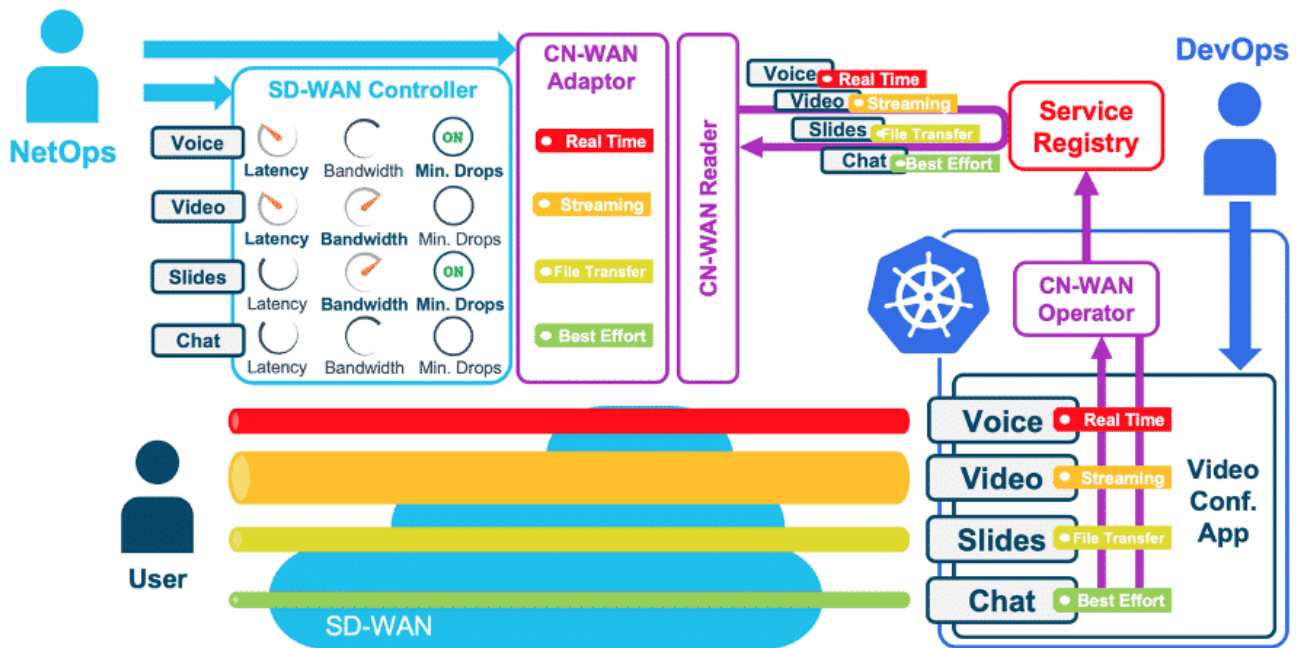 NetOps
SD-WAN Controller
Voice
Latency
Bandwidth
ON
Min. Drops
Video
Latency
Bandwidth
Min. Drops
Slides
Latency
Bandwidth
ON
Min. Drops
Chat
Latency
Bandwidth
Min. Drops
CN-WAN
Adaptor
Real Time
Streaming
File Transfer
Best Effort
CN-WAN Reader
Voice
Real Time
Video
Streaming
Slides
File Transfer
Chat
Best Effort
Service
Registry
DevOps
CN-WAN
Operator
Voice
Real Time
Video
Streaming
Slides
File Transfer
Chat
Best Effort
Video
Conf.
App
User
SD-WAN